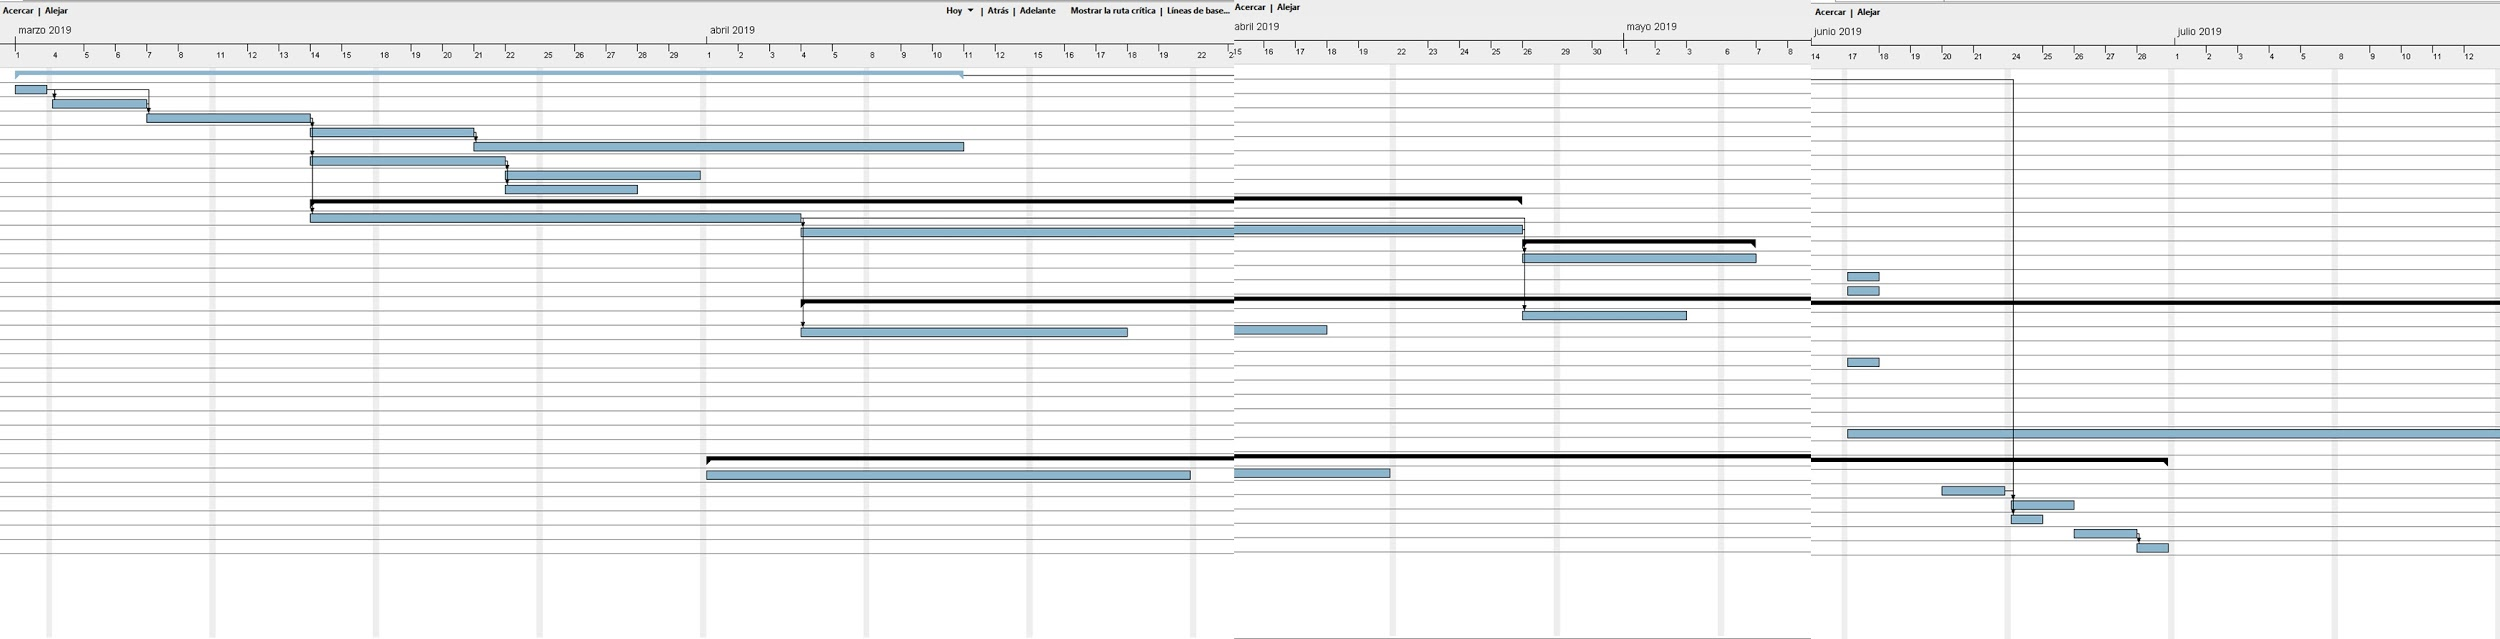 Acercar | Alejar
Hoy | Atrás | Adelante Mostrar la ruta crítica | Líneas de base...
marzo 2019 abril 2019
1 4 5 6 7 8 11 12 13 14 15 18 19 20 21 22 25 26 27 28 29 1 2 3 4 5 8 9 10 11 12 15 16 17 18 19 22
Acercar | Alejar
abril 2019 mayo 2019
15 16 17 18 19 22 23 24 25 26 29 30 1 2 3 6 7 8
Acercar | Alejar
junio 2019 julio 2019
14 17 18 19 20 21 24 25 26 27 28 1 2 3 4 5 8 9 10 11 12